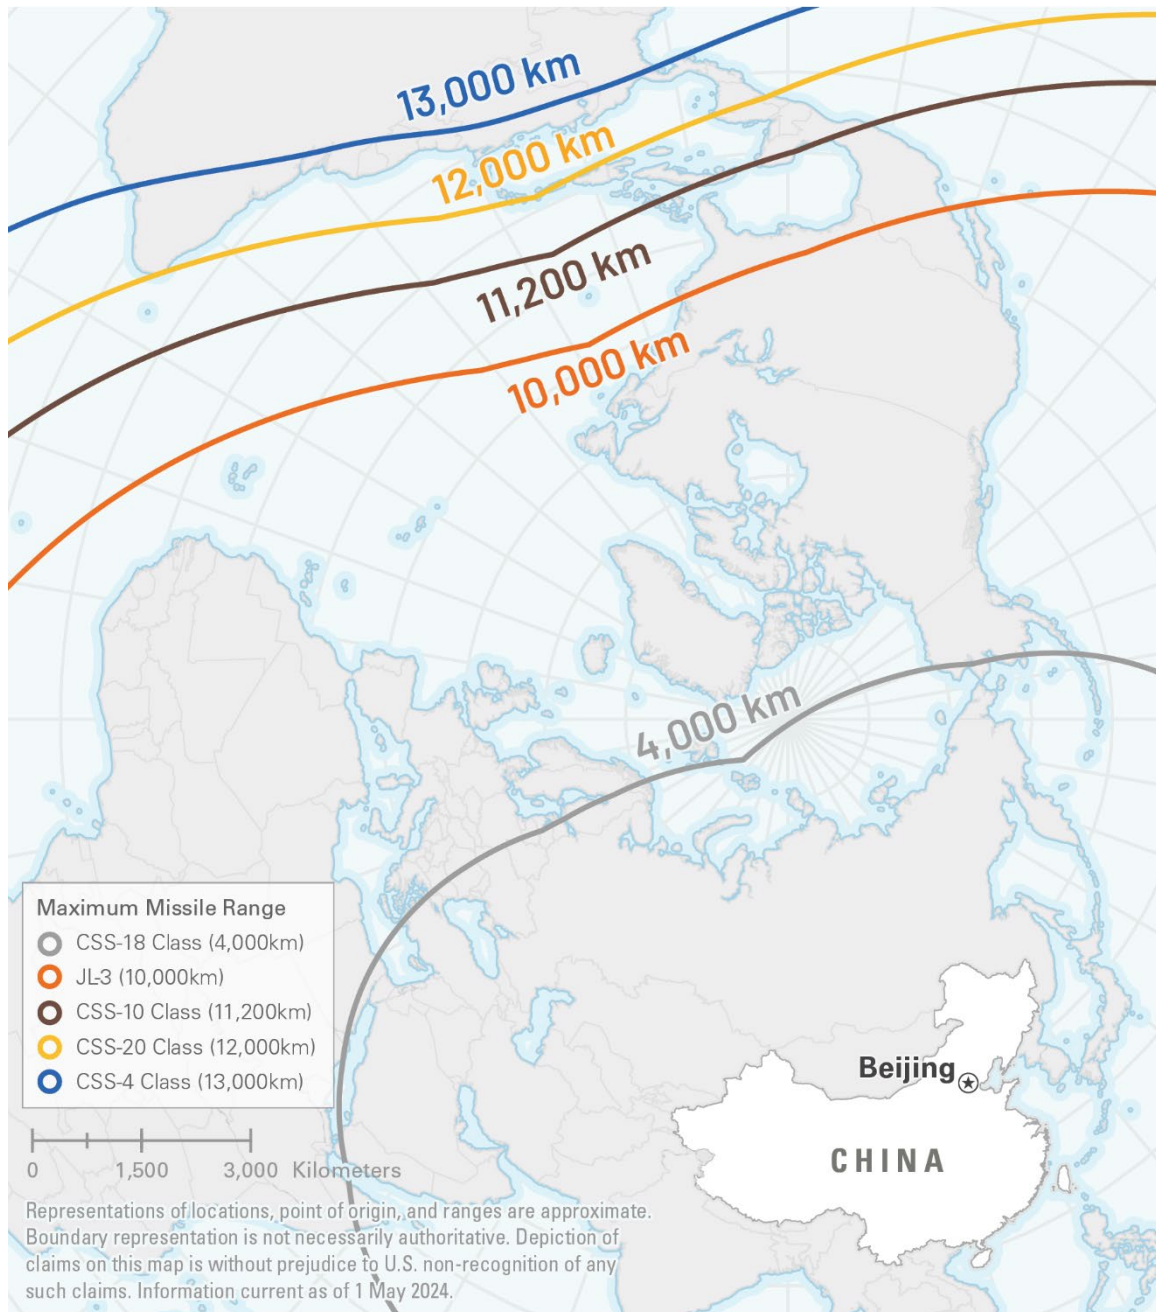 13,000 km
12,000 km
11,200 km
10,000 km
4,000 km
Maximum Missile Range
CSS-18 Class (4,000km)
JL-3 (10,000km)
CSS-10 Class (11,200km)
CSS-20 Class (12,000km)
CSS-4 Class (13,000km)
Beijing
CHINA
0 1,500 3,000 Kilometers
Representations of locations, point of origin, and ranges are approximate.
Boundary representation is not necessarily authoritative. Depiction of
claims on this map is without prejudice to U.S. non-recognition of any
such claims. Information current as of 1 May 2024.